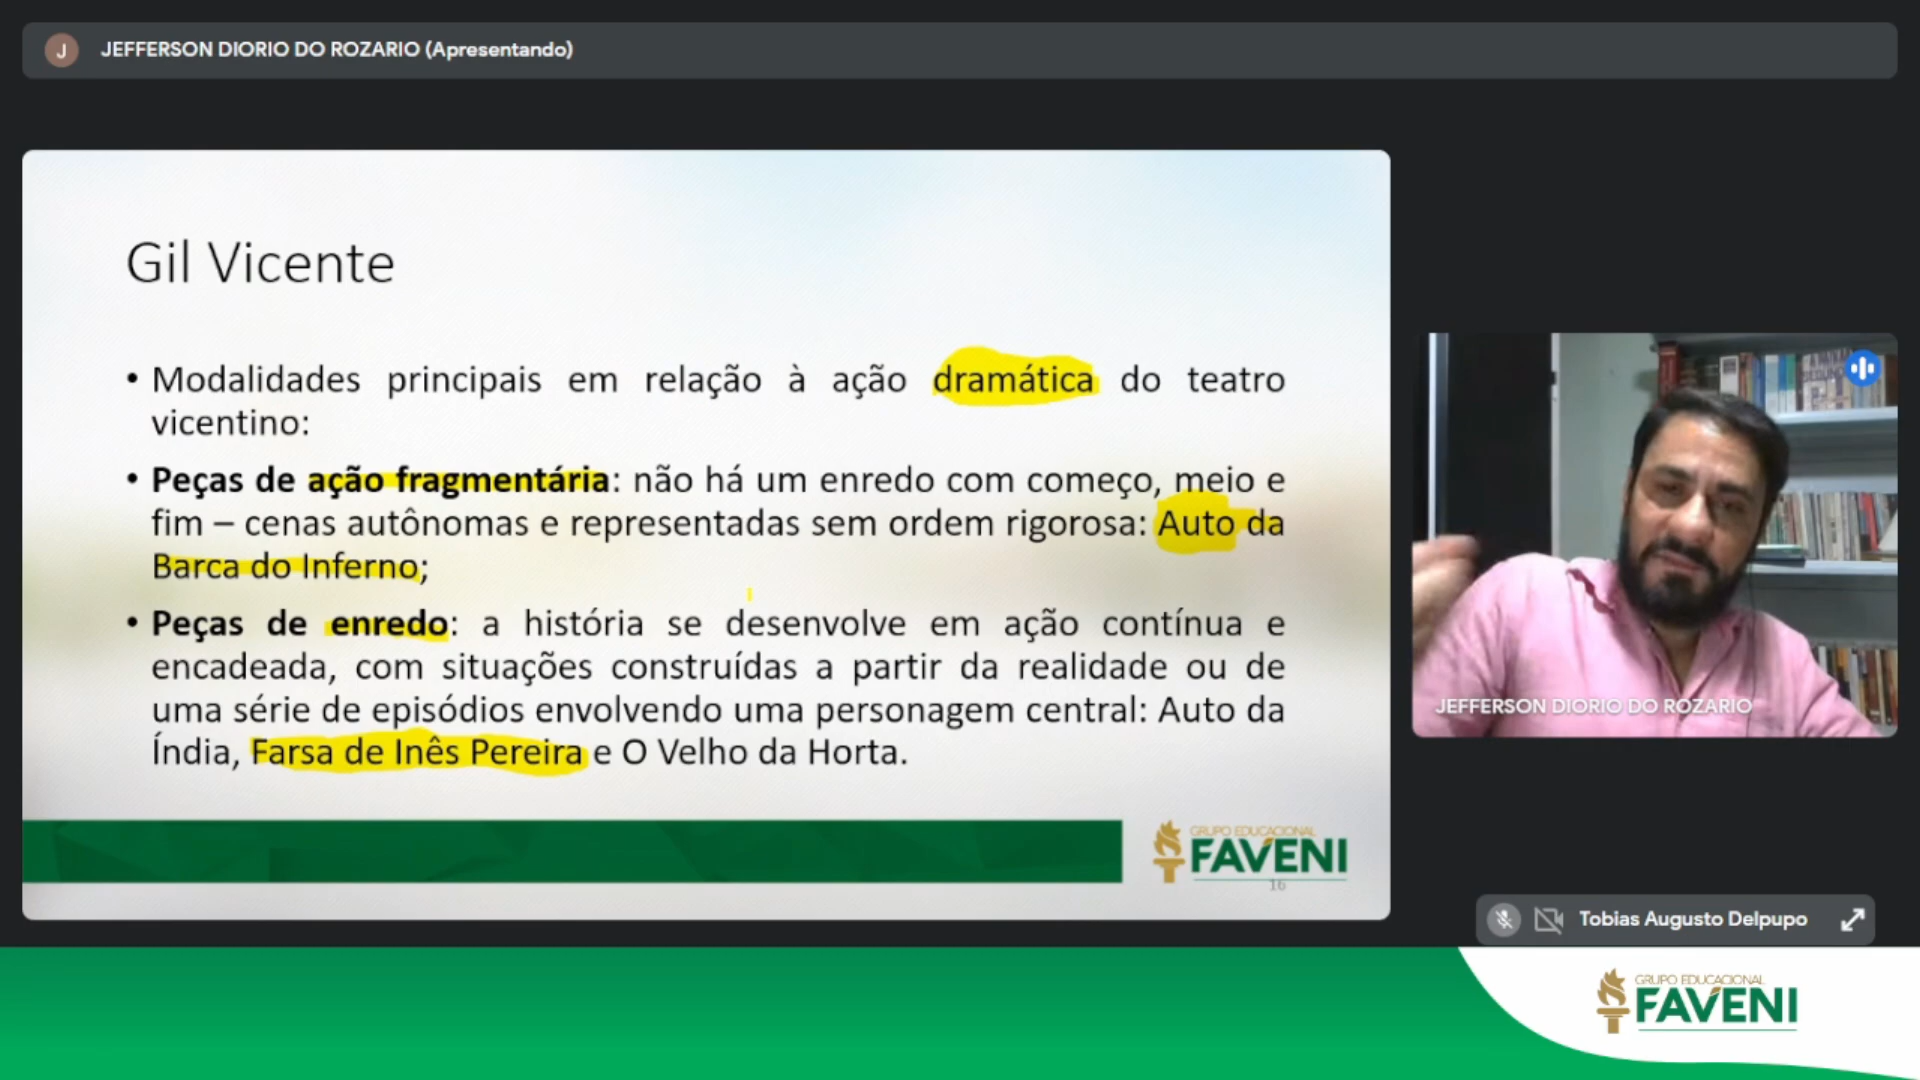 J JEFFERSON DIORIO DO ROZARIO (Apresentando)
Gil Vicente
• Modalidades principais em relação à ação dramática do teatro
vicentino:
• Peças de ação fragmentária: não há um enredo com começo, meio e
fim – cenas autônomas e representadas sem ordem rigorosa: Auto da
Barca do Inferno;
• Peças de enredo: a história se desenvolve em ação contínua e
encadeada, com situações construídas a partir da realidade ou de
uma série de episódios envolvendo uma personagem central: Auto da
Índia, Farsa de Inês Pereira e O Velho da Horta.
GRUPO EDUCACIONAL
FAVENI
16
JEFFERSON DIORIO DO ROZARIO
Tobias Augusto Delpupo
GRUPO EDUCACIONAL
FAVENI